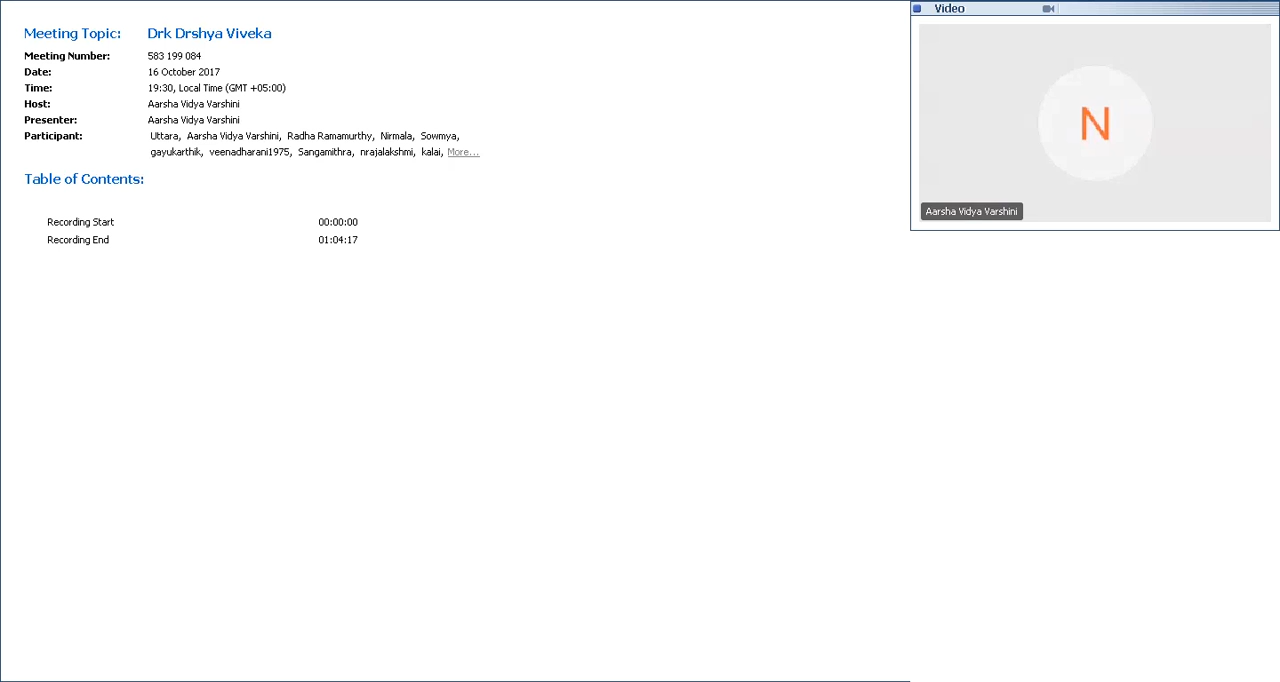 Meeting Topic: Drk Drshya Viveka
Meeting Number: 583 199 084
Date: 16 October 2017
Time: 19:30, Local Time (GMT +05:00)
Host: Aarsha Vidya Varshini
Presenter: Aarsha Vidya Varshini
Participant: Uttara, Aarsha Vidya Varshini, Radha Ramamurthy, Nirmala, Sowmya,
gayukarthik, veenadharani1975, Sangamithra, nrajalakshmi, kalai, More...
Table of Contents:
Recording Start 00:00:00
Recording End 01:04:17
Video
N
Aarsha Vidya Varshini